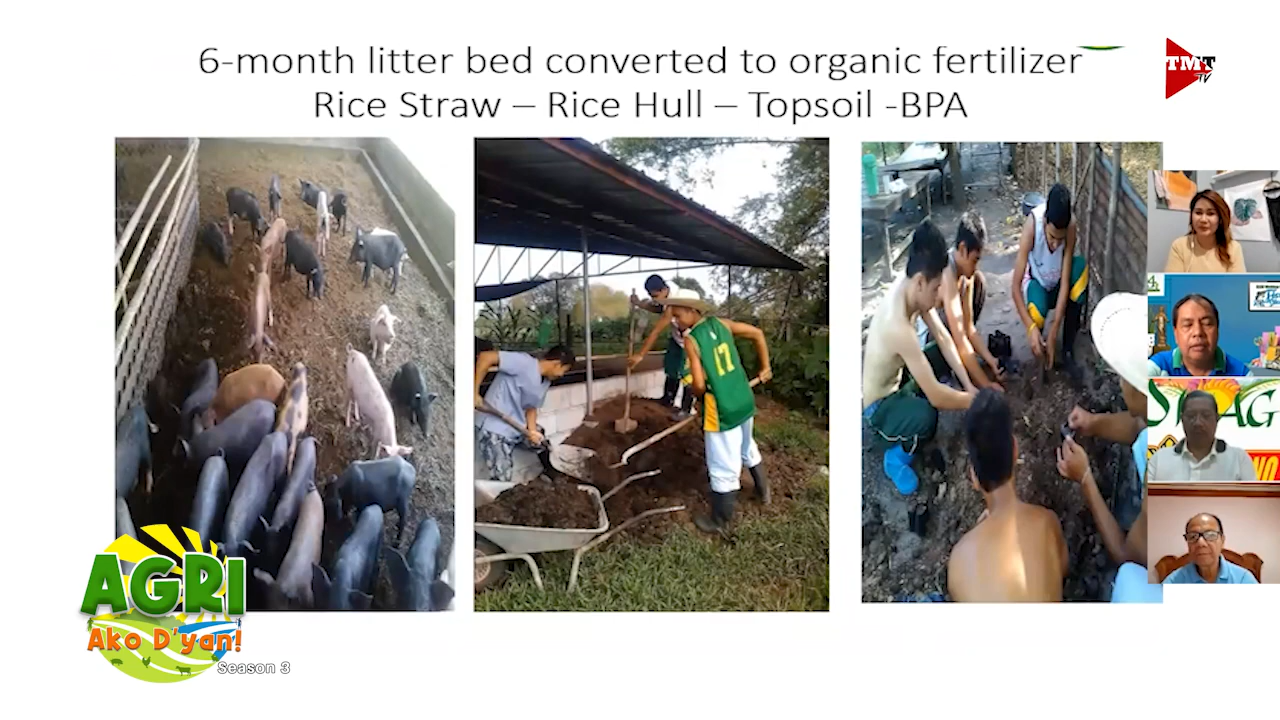 6-month litter bed converted to organic fertilizer
Rice Straw – Rice Hull – Topsoil -BPA
TMT
TV
17
AGRI
Ako D'yan!
Season 3